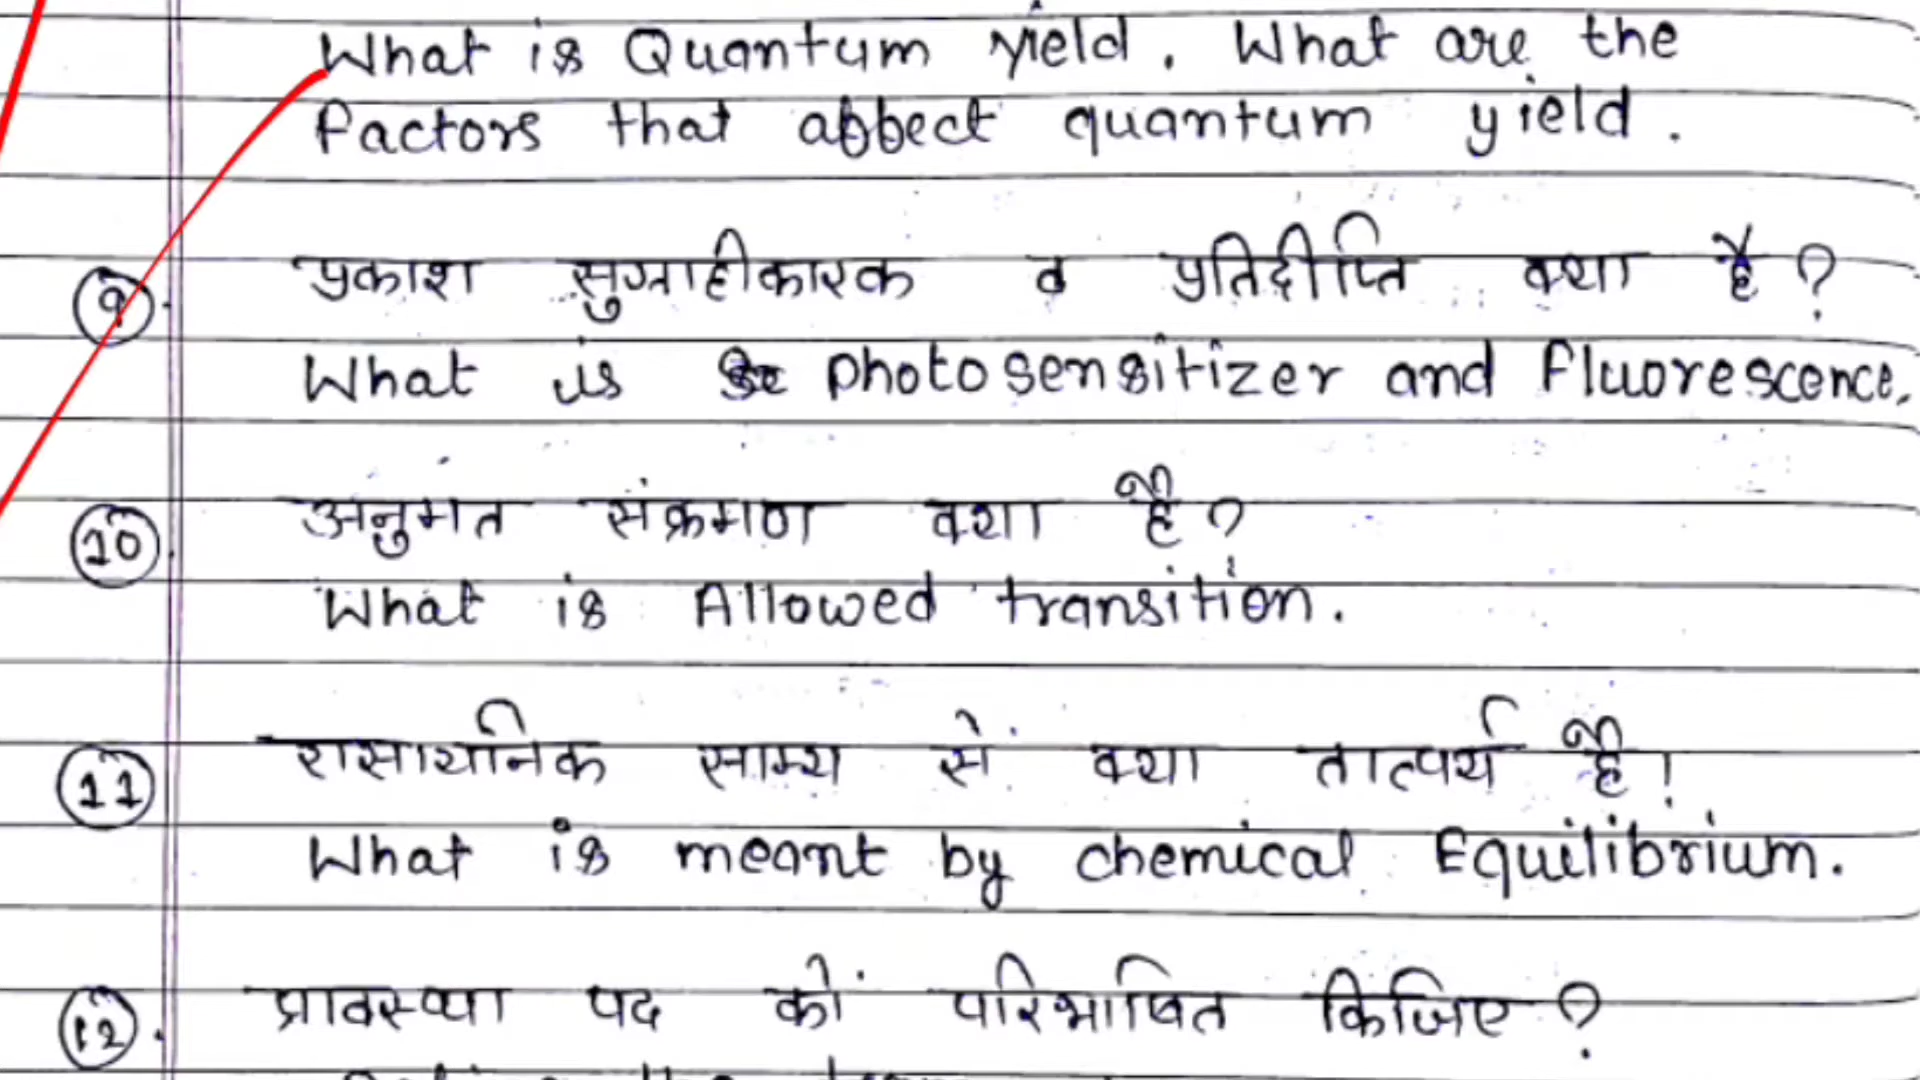 What is Quantum yield. What are the
factors that affect quantum yield.
9. प्रकाश सुग्राहीकारक व प्रतिदीप्ति क्या है?
What is photosensitizer and fluorescence.
10. अनुमत संक्रमण क्या है?
What is Allowed transition.
11 रासायनिक साम्य से क्या तात्पर्य है!
What is meant by chemical Equilibrium.
12. प्रावस्था पद को परिभाषित किजिए?